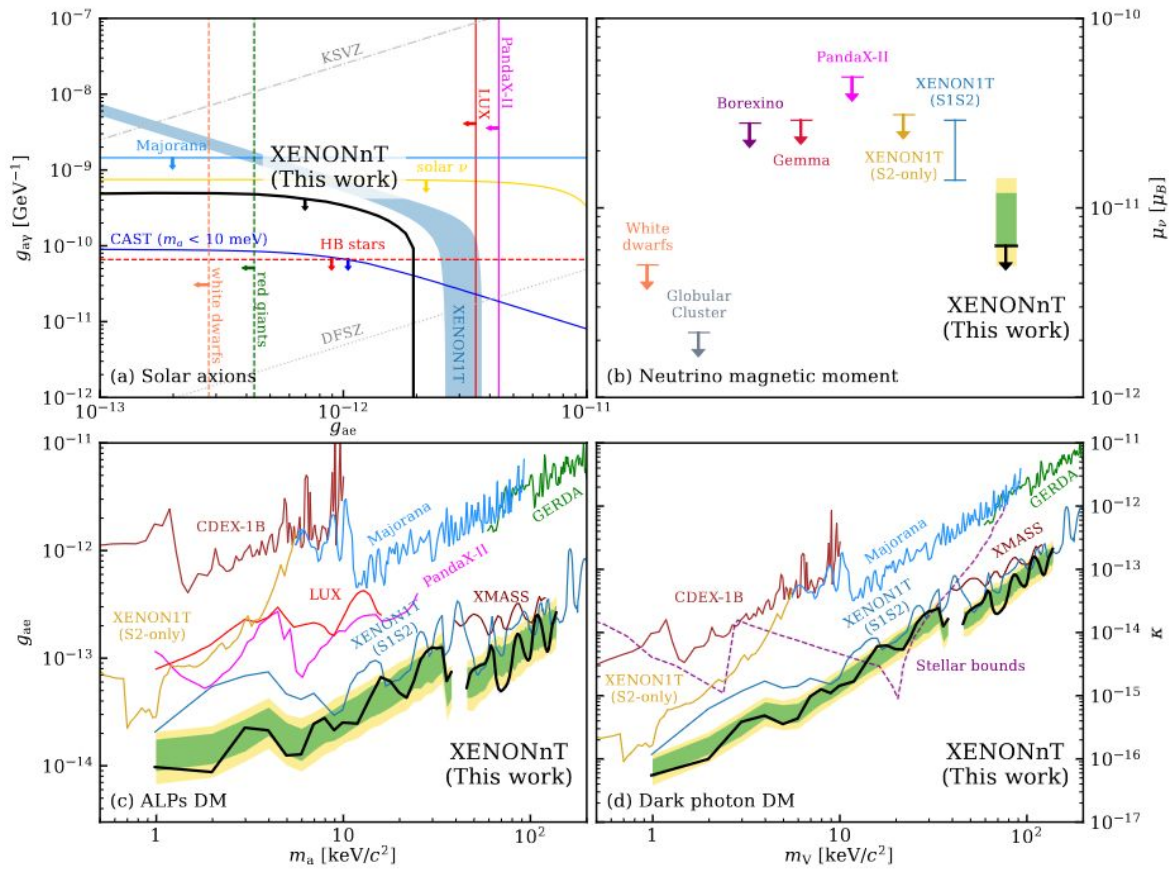 10⁻⁷
10⁻⁸
10⁻⁹
10⁻¹⁰
10⁻¹¹
10⁻¹²
g_aγ [GeV⁻¹]
KSVZ
Majorana
XENONnT
(This work)
solar ν
LUX
PandaX-II
CAST (m_a < 10 meV)
HB stars
white dwarfs
red giants
DFSZ
XENON1T
(a) Solar axions
10⁻¹³
10⁻¹²
10⁻¹¹
g_ae
PandaX-II
XENON1T
(S1S2)
Borexino
Gemma
XENON1T
(S2-only)
White
dwarfs
Globular
Cluster
XENONnT
(This work)
(b) Neutrino magnetic moment
10⁻¹⁰
10⁻¹¹
10⁻¹²
μ_ν [μ_B]
10⁻¹¹
10⁻¹²
10⁻¹³
10⁻¹⁴
g_ae
CDEX-1B
Majorana
GERDA
PandaX-II
LUX
XMASS
XENON1T
(S2-only)
XENON1T
(S1S2)
XENONnT
(This work)
(c) ALPs DM
1
10
10²
m_a [keV/c²]
GERDA
Majorana
XMASS
CDEX-1B
XENON1T
(S1S2)
XENON1T
(S2-only)
Stellar bounds
XENONnT
(This work)
(d) Dark photon DM
1
10
10²
m_V [keV/c²]
10⁻¹¹
10⁻¹²
10⁻¹³
10⁻¹⁴
10⁻¹⁵
10⁻¹⁶
10⁻¹⁷
κ